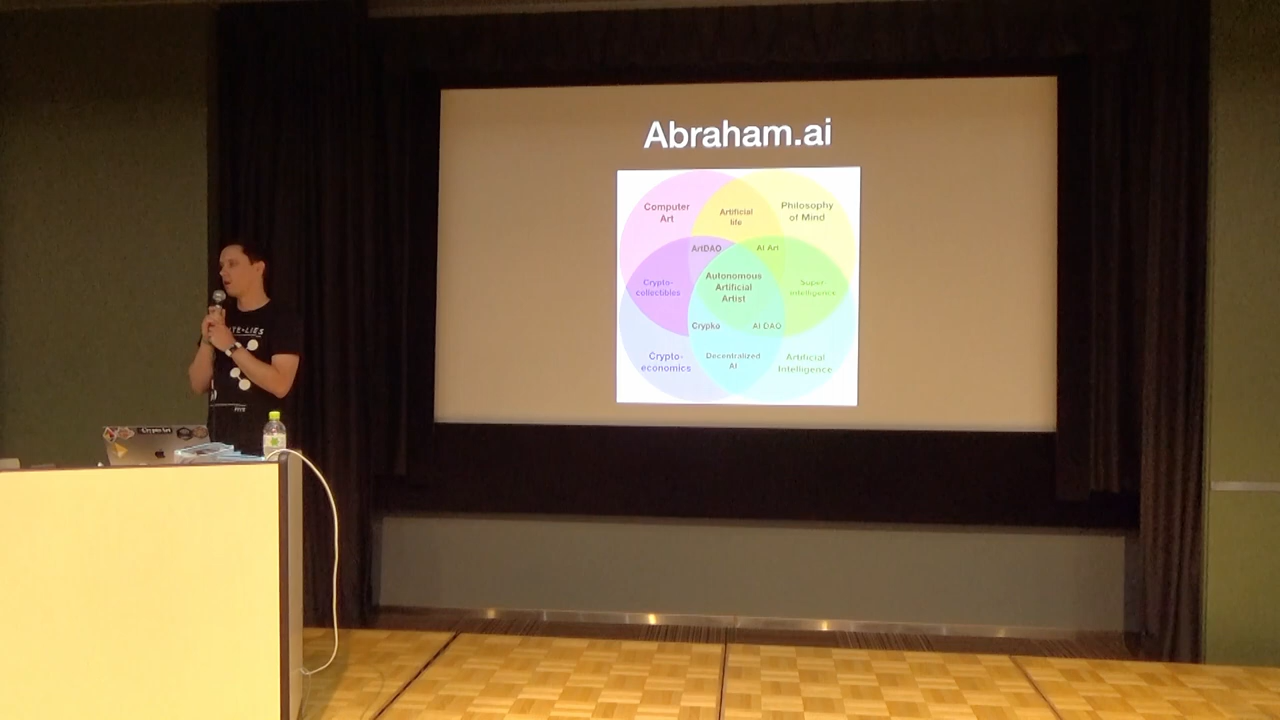 Abraham.ai
Computer
Art
Artificial
life
Philosophy
of Mind
ArtDAO
AI Art
Crypto-
collectibles
Autonomous
Artificial
Artist
Super
intelligence
Crypko
AI DAO
Crypto-
economics
Decentralized
AI
Artificial
Intelligence